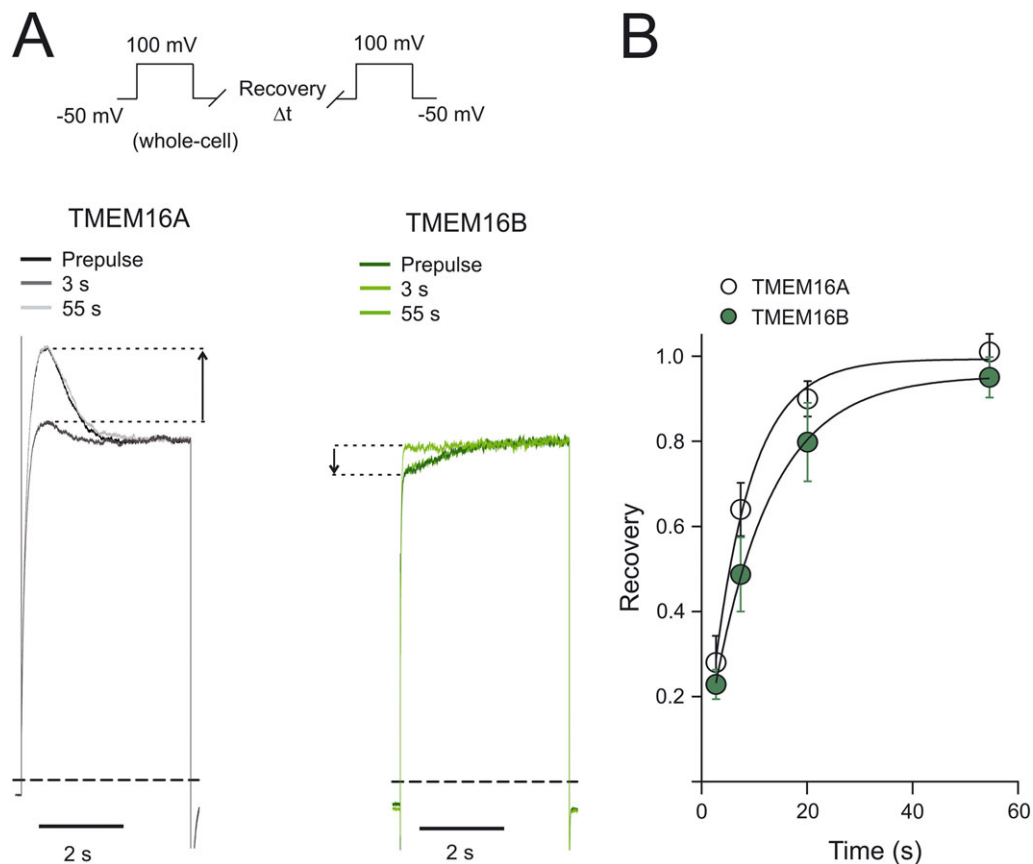 A
100 mV
100 mV
Recovery
Δt
-50 mV
-50 mV
(whole-cell)
TMEM16A
Prepulse
3 s
55 s
2 s
TMEM16B
Prepulse
3 s
55 s
2 s
B
TMEM16A
TMEM16B
1.0
0.8
0.6
0.4
0.2
Recovery
0
20
40
60
Time (s)